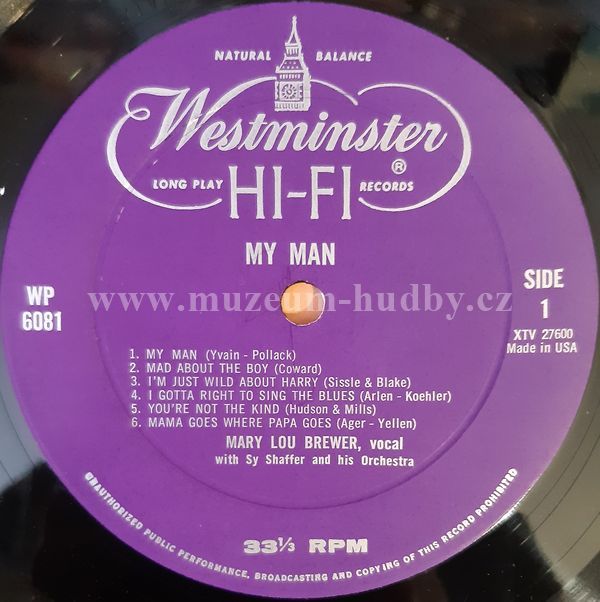 NATURAL BALANCE
Westminster
®
LONG PLAY HI-FI RECORDS
MY MAN
WP
6081
SIDE
1
XTV 27600
Made in USA
www.muzeum-hudby.cz
1. MY MAN (Yvain - Pollack)
2. MAD ABOUT THE BOY (Coward)
3. I'M JUST WILD ABOUT HARRY (Sissle & Blake)
4. I GOTTA RIGHT TO SING THE BLUES (Arlen - Koehler)
5. YOU'RE NOT THE KIND (Hudson & Mills)
6. MAMA GOES WHERE PAPA GOES (Ager - Yellen)
MARY LOU BREWER, vocal
with Sy Shaffer and his Orchestra
33⅓ RPM
UNAUTHORIZED PUBLIC PERFORMANCE, BROADCASTING AND COPYING OF THIS RECORD PROHIBITED